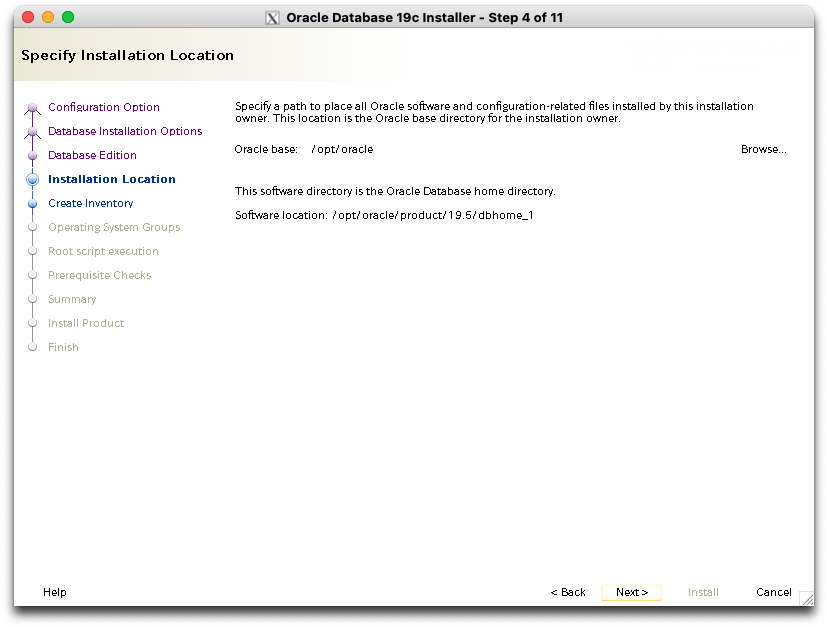 Oracle Database 19c Installer - Step 4 of 11
Specify Installation Location
Configuration Option
Database Installation Options
Database Edition
Installation Location
Create Inventory
Operating System Groups
Root script execution
Prerequisite Checks
Summary
Install Product
Finish
Specify a path to place all Oracle software and configuration-related files installed by this installation
owner. This location is the Oracle base directory for the installation owner.
Oracle base: /opt/oracle Browse...
This software directory is the Oracle Database home directory.
Software location: /opt/oracle/product/19.5/dbhome_1
Help < Back Next > Install Cancel